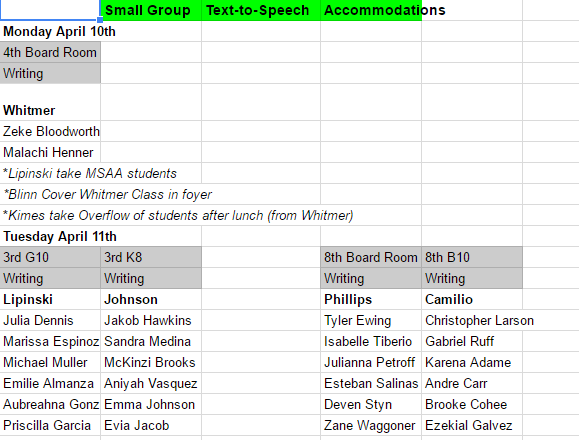 Small Group Text-to-Speech Accommodations
Monday April 10th
4th Board Room
Writing
Whitmer
Zeke Bloodworth
Malachi Henner
*Lipinski take MSAA students
*Blinn Cover Whitmer Class in foyer
*Kimes take Overflow of students after lunch (from Whitmer)
Tuesday April 11th
3rd G10 3rd K8 8th Board Room 8th B10
Writing Writing Writing Writing
Lipinski Johnson Phillips Camilio
Julia Dennis Jakob Hawkins Tyler Ewing Christopher Larson
Marissa Espinoz Sandra Medina Isabelle Tiberio Gabriel Ruff
Michael Muller McKinzi Brooks Julianna Petroff Karena Adame
Emilie Almanza Aniyah Vasquez Esteban Salinas Andre Carr
Aubreahna Gonz Emma Johnson Deven Styn Brooke Cohee
Priscilla Garcia Evia Jacob Zane Waggoner Ezekial Galvez